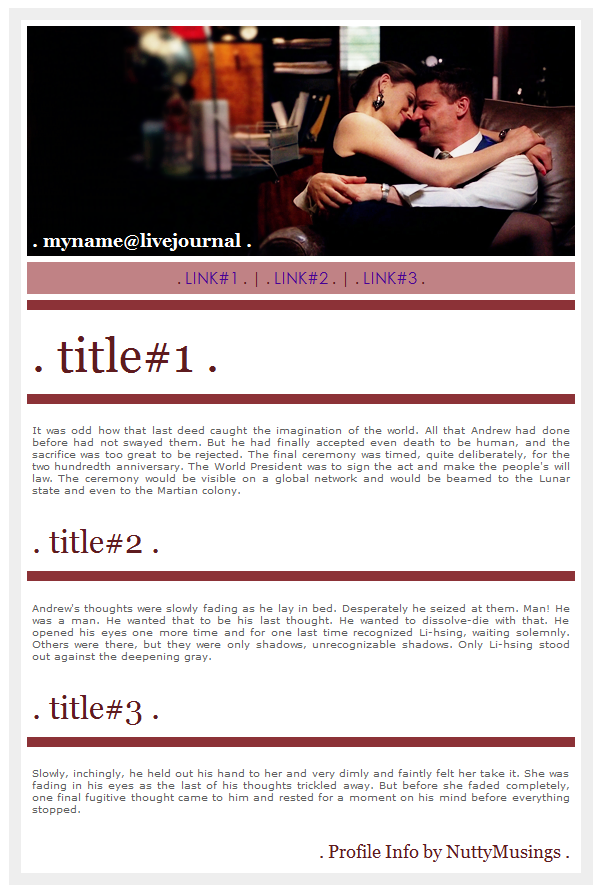 . myname@livejournal .
. LINK#1 . | . LINK#2 . | . LINK#3 .
. title#1 .
It was odd how that last deed caught the imagination of the world. All that Andrew had done
before had not swayed them. But he had finally accepted even death to be human, and the
sacrifice was too great to be rejected. The final ceremony was timed, quite deliberately, for the
two hundredth anniversary. The World President was to sign the act and make the people's will
law. The ceremony would be visible on a global network and would be beamed to the Lunar
state and even to the Martian colony.
. title#2 .
Andrew's thoughts were slowly fading as he lay in bed. Desperately he seized at them. Man! He
was a man. He wanted that to be his last thought. He wanted to dissolve-die with that. He
opened his eyes one more time and for one last time recognized Li-hsing, waiting solemnly.
Others were there, but they were only shadows, unrecognizable shadows. Only Li-hsing stood
out against the deepening gray.
. title#3 .
Slowly, inchingly, he held out his hand to her and very dimly and faintly felt her take it. She was
fading in his eyes as the last of his thoughts trickled away. But before she faded completely,
one final fugitive thought came to him and rested for a moment on his mind before everything
stopped.
. Profile Info by NuttyMusings .